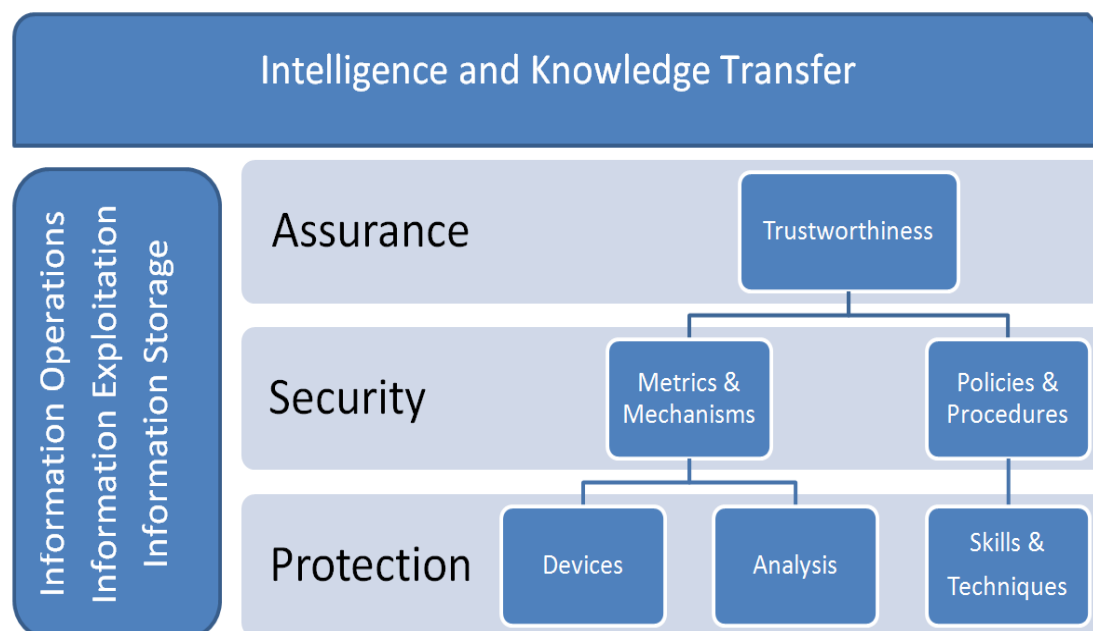 Intelligence and Knowledge Transfer
Information Operations
Information Exploitation
Information Storage
Assurance
Trustworthiness
Security
Metrics &
Mechanisms
Policies &
Procedures
Protection
Devices
Analysis
Skills &
Techniques